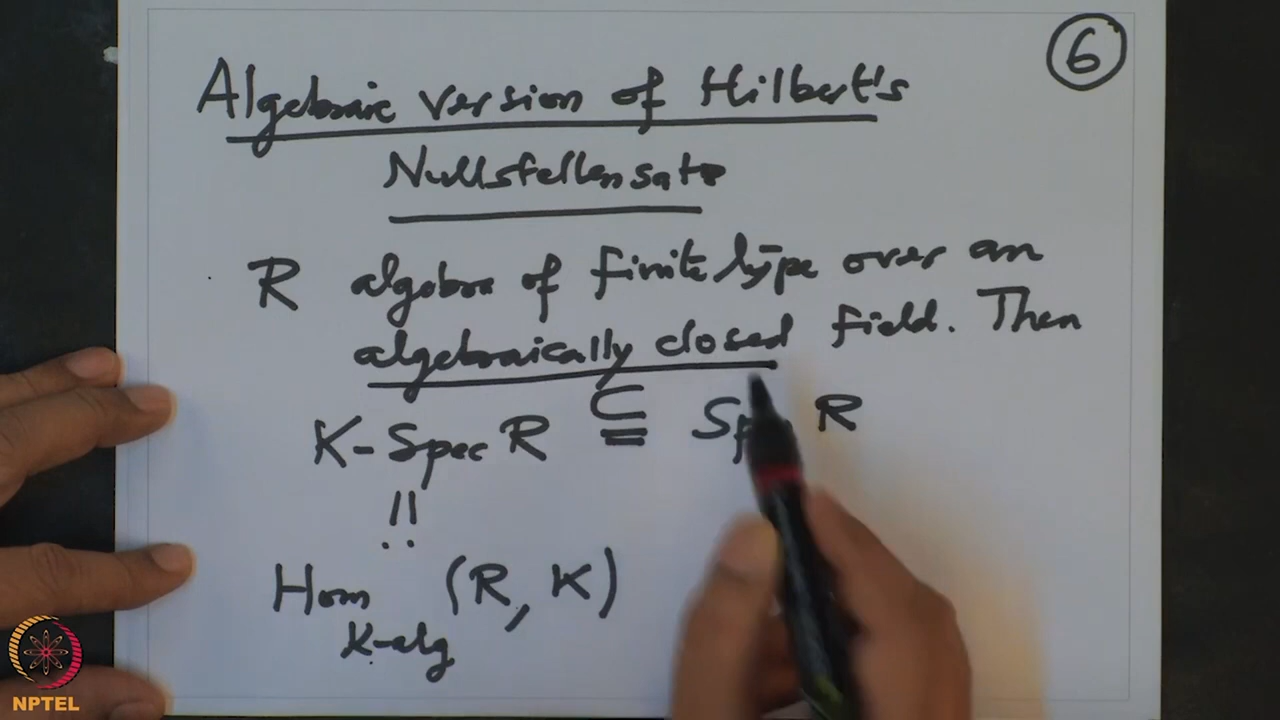 6
Algebraic version of Hilbert's
Nullstellensatz
R algebra of finite type over an
algebraically closed field. Then
K-Spec R ⊆ R
!!
Hom (R, K)
K-alg
NPTEL